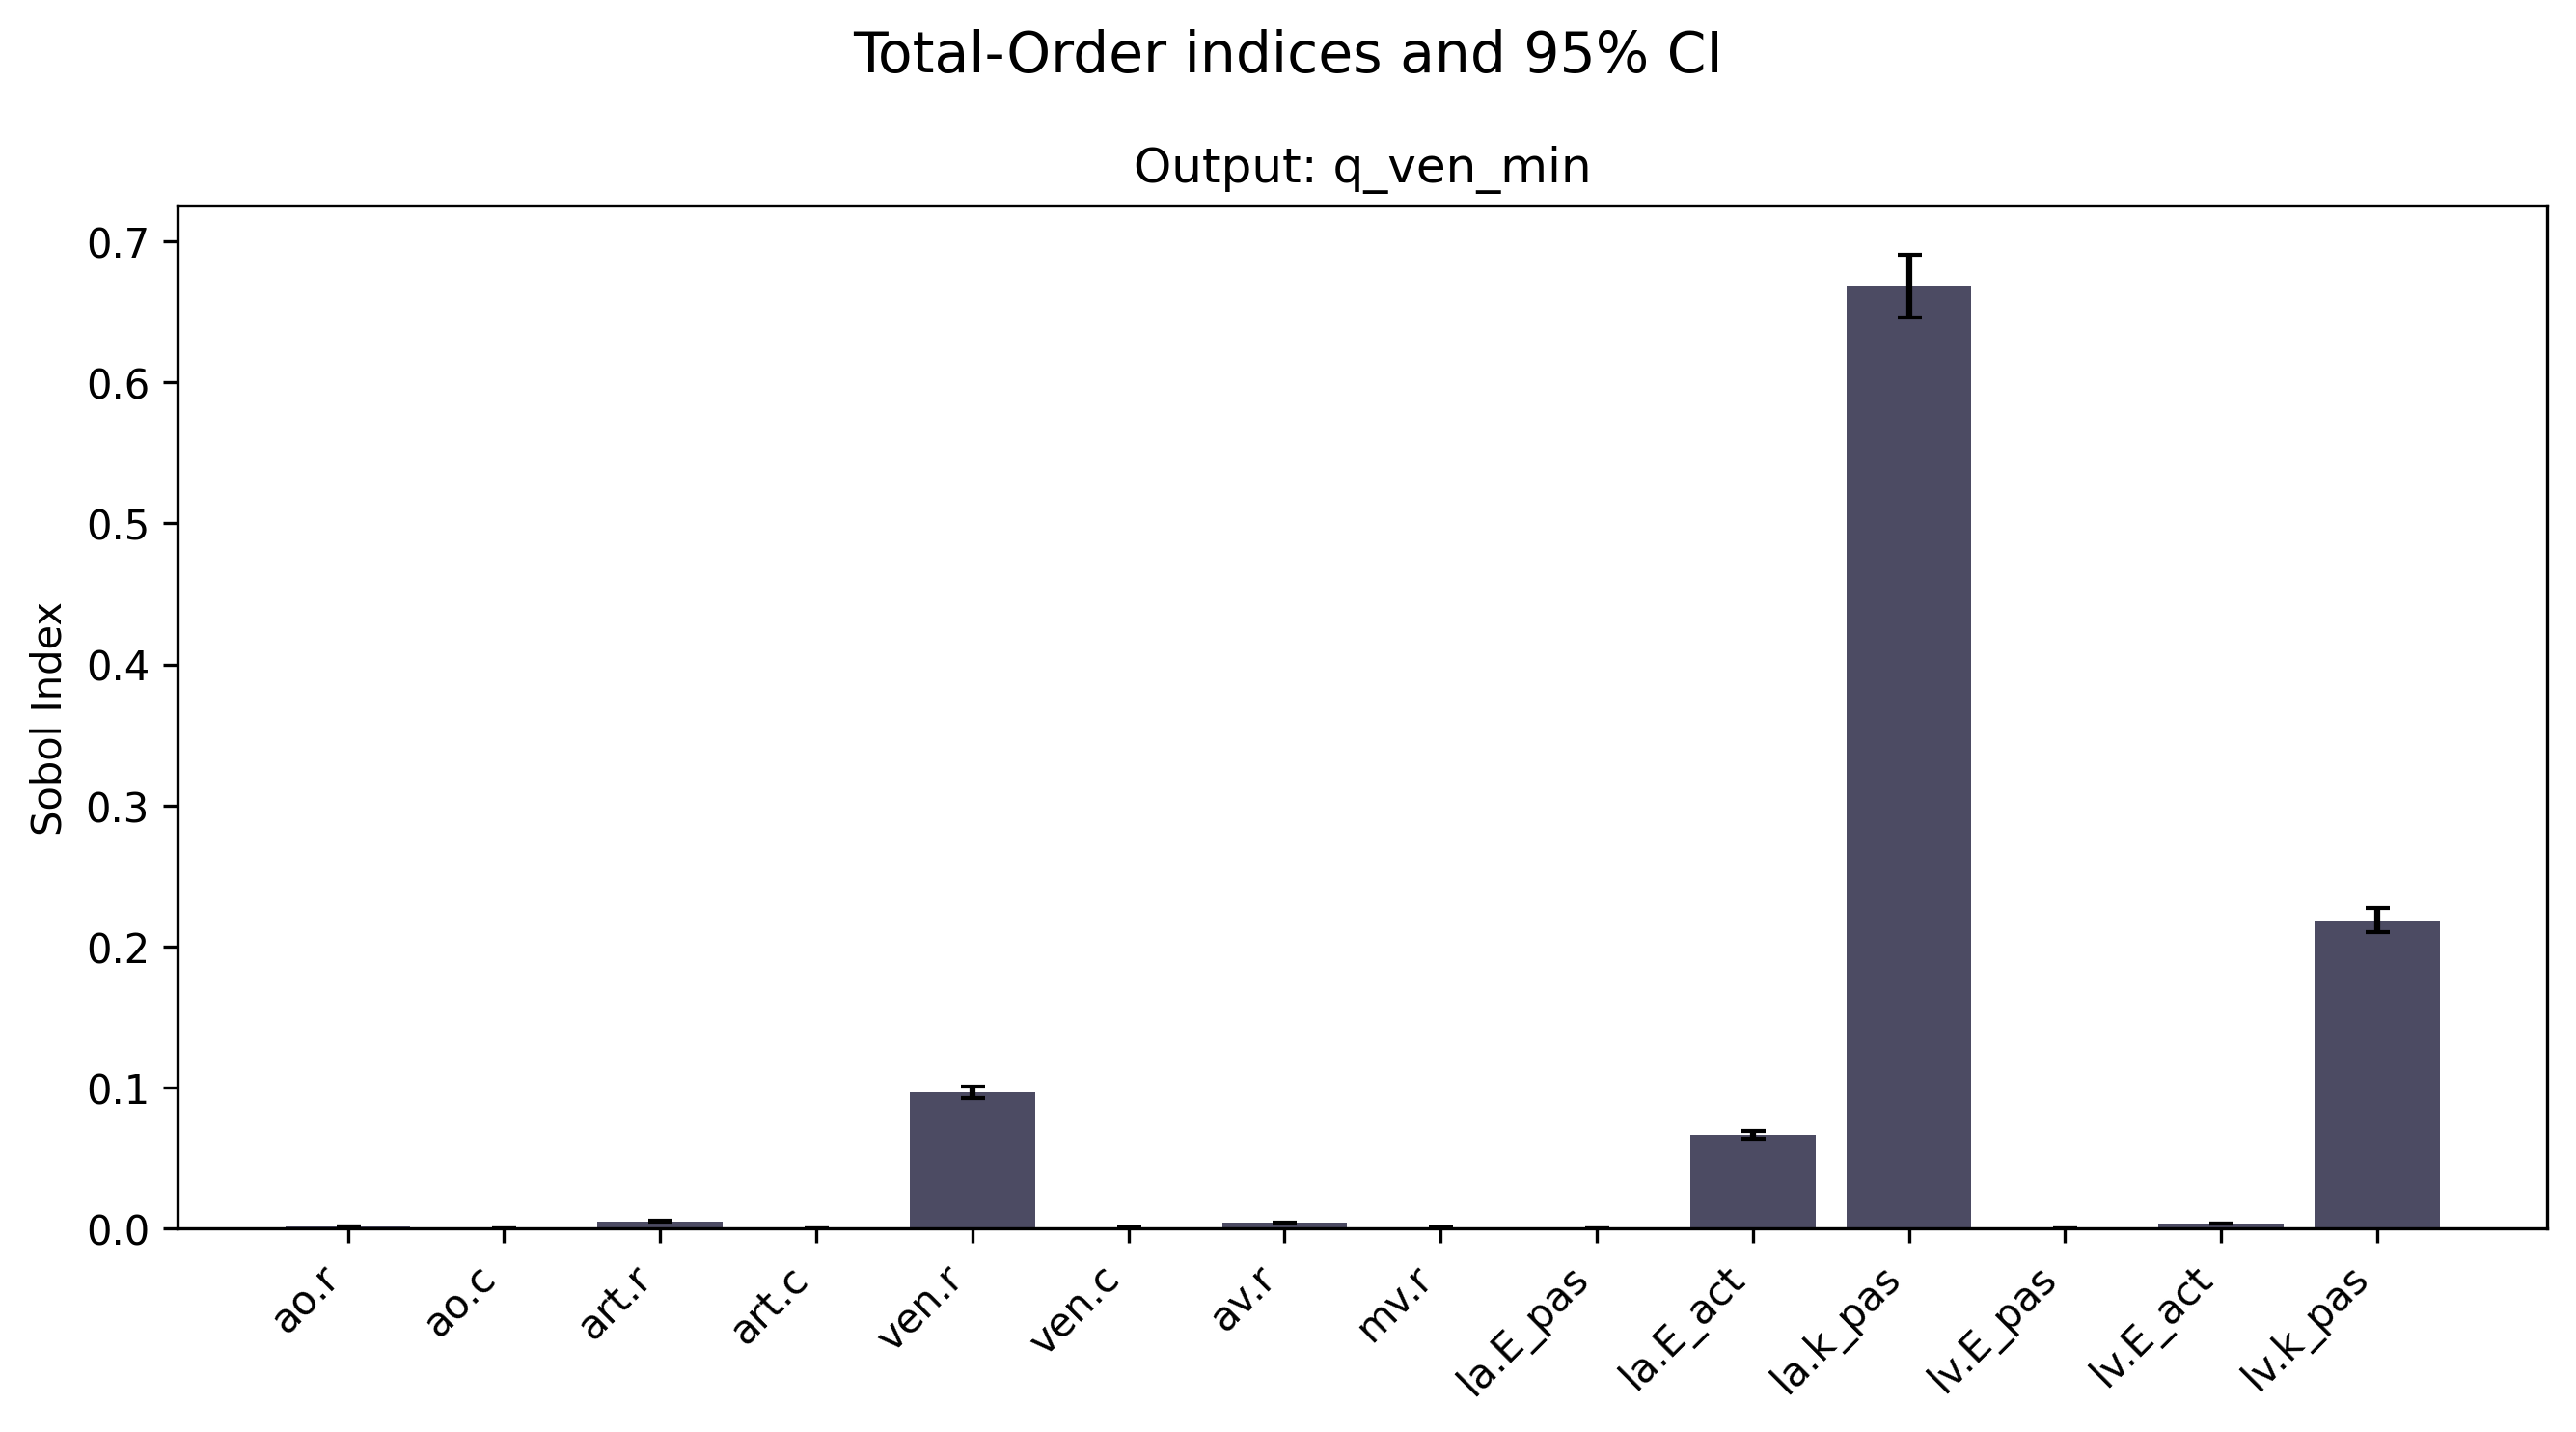 Total-Order indices and 95% CI
Output: q_ven_min
Sobol Index
0.7
0.6
0.5
0.4
0.3
0.2
0.1
0.0
ao.r
ao.c
art.r
art.c
ven.r
ven.c
av.r
mv.r
la.E_pas
la.E_act
la.k_pas
lv.E_pas
lv.E_act
lv.k_pas